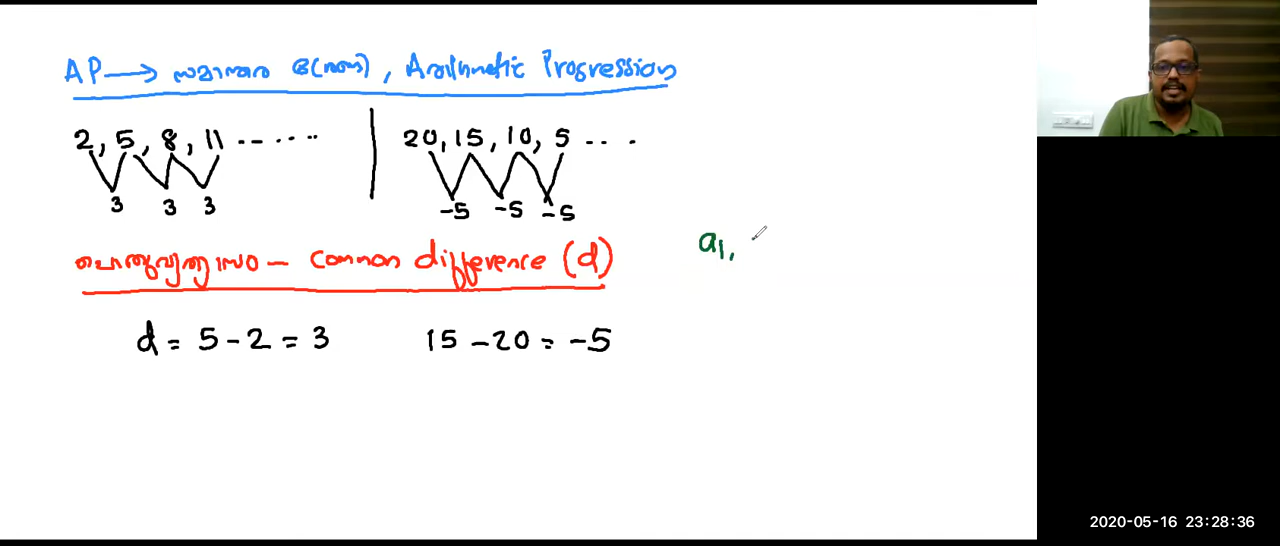 AP → സമാന്തര ശ്രേണി, Arithmetic Progression
2, 5, 8, 11 ......
3 3 3
20, 15, 10, 5 ...
-5 -5 -5
പൊതുവ്യത്യാസം - Common difference (d)
a₁,
d = 5 - 2 = 3
15 - 20 = -5
2020-05-16 23:28:36